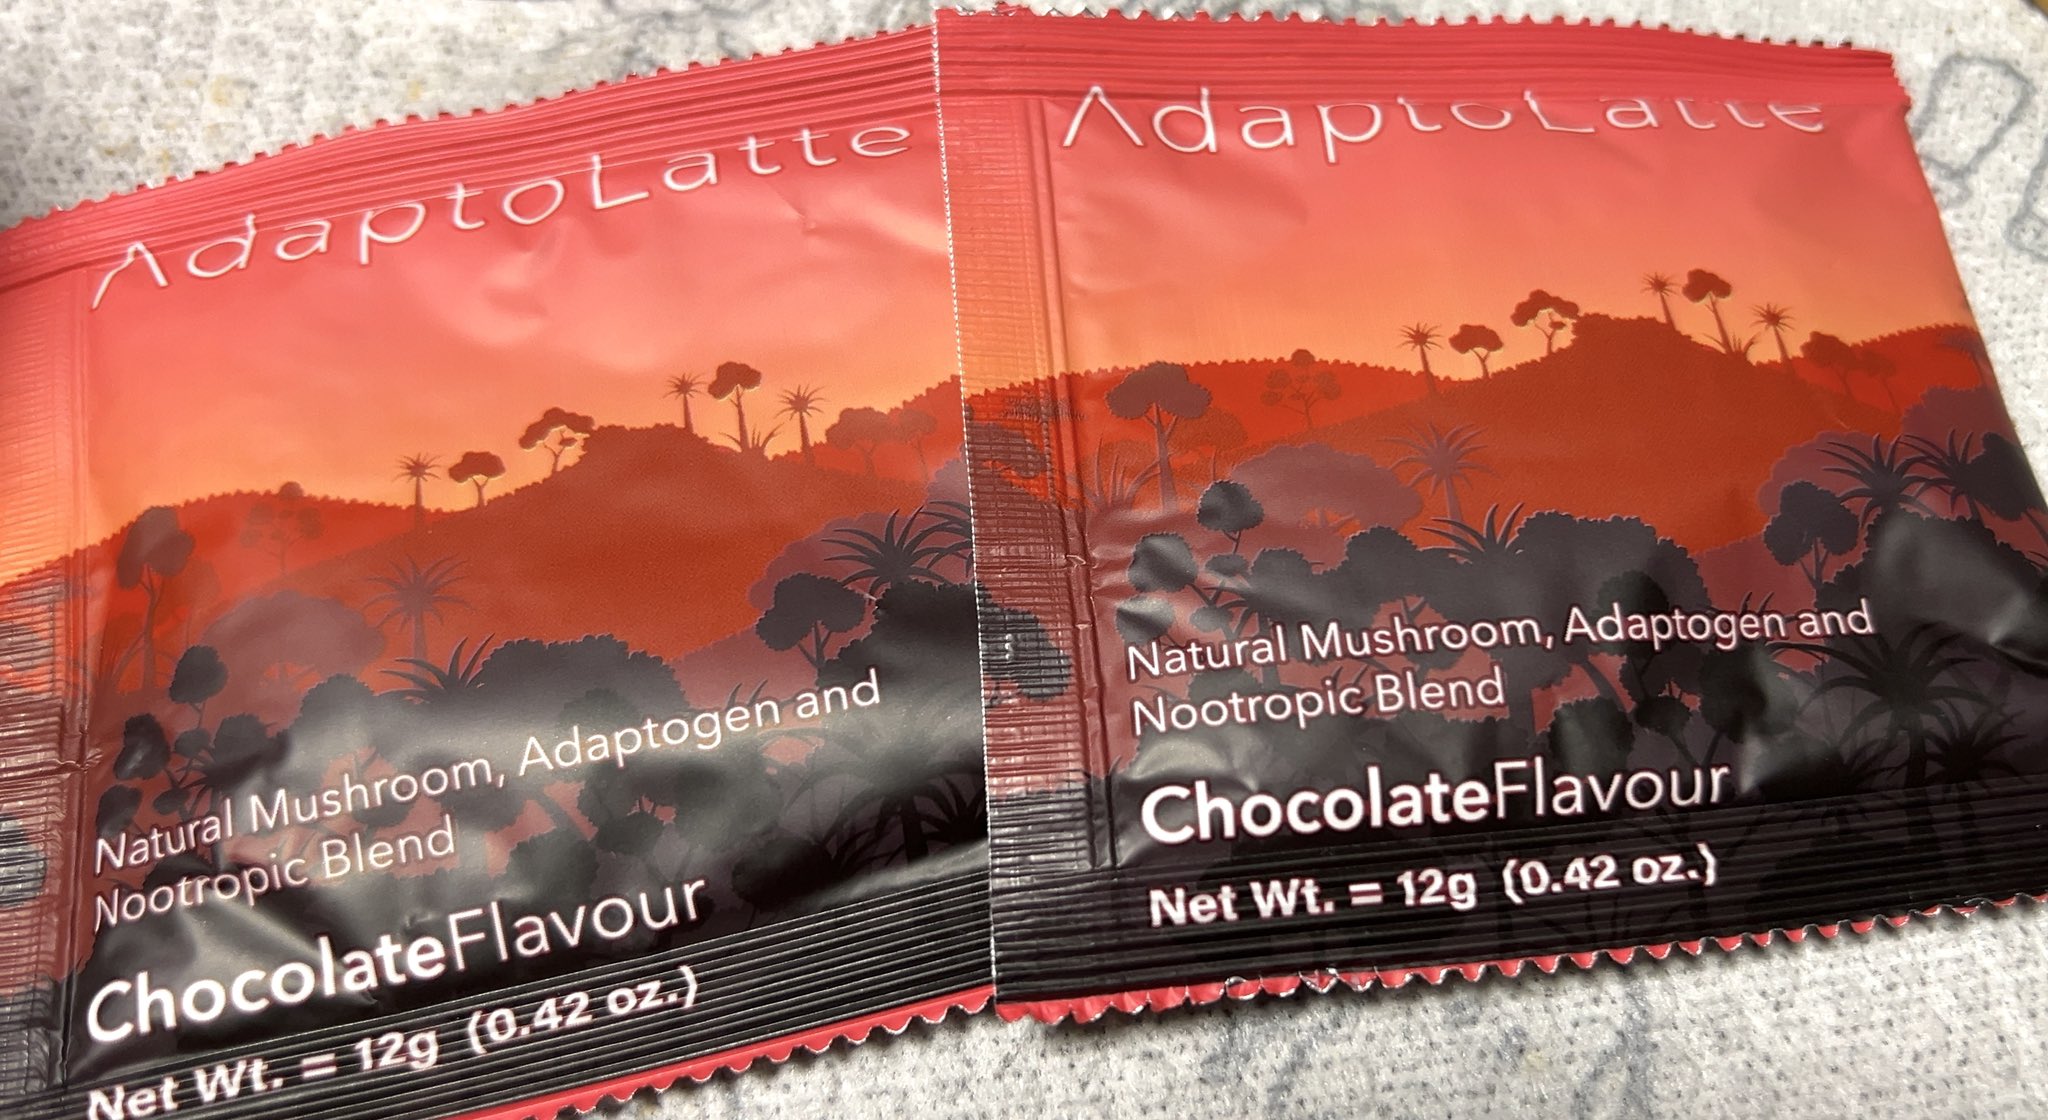 AdaptoLatte
Natural Mushroom, Adaptogen and
Nootropic Blend
ChocolateFlavour
Net Wt. = 12g (0.42 oz.)
AdaptoLatte
Natural Mushroom, Adaptogen and
Nootropic Blend
ChocolateFlavour
Net Wt. = 12g (0.42 oz.)